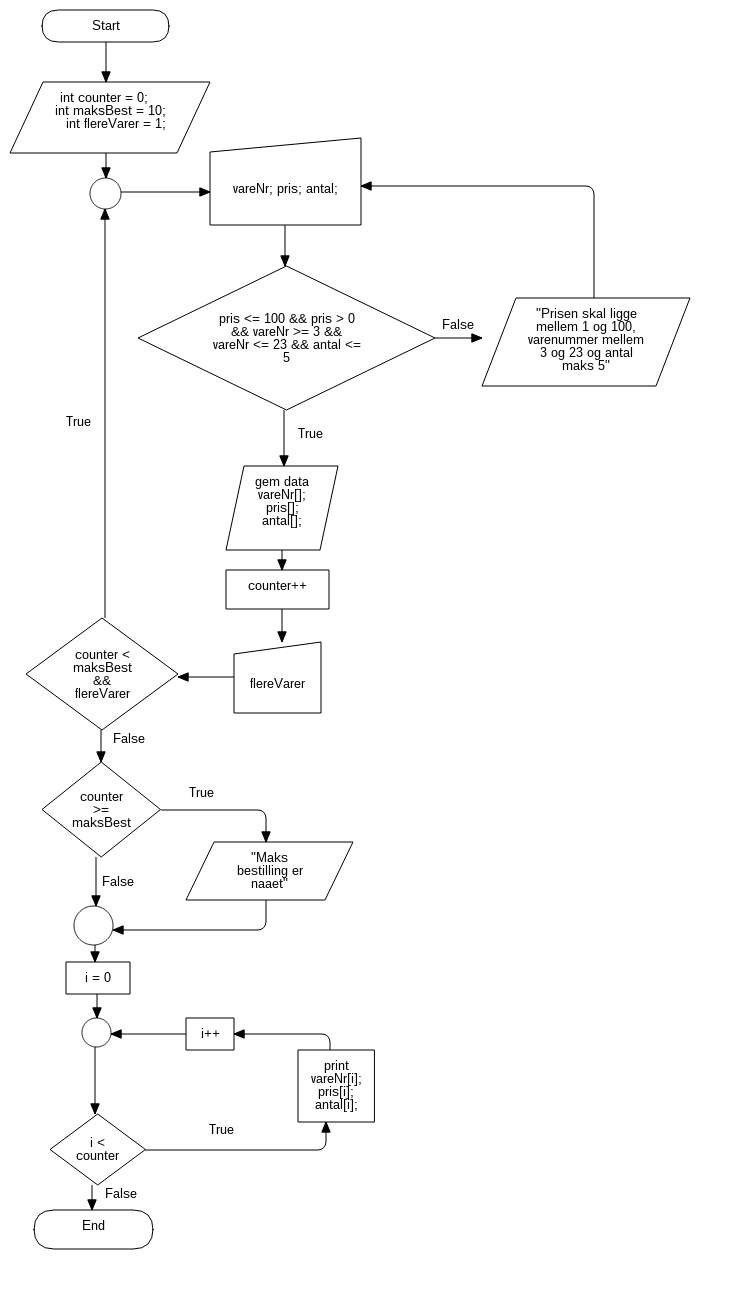 Start
int counter = 0;
int maksBest = 10;
int flereVarer = 1;
vareNr; pris; antal;
pris <= 100 && pris > 0
&& vareNr >= 3 &&
vareNr <= 23 && antal <=
5
False
"Prisen skal ligge
mellem 1 og 100,
varenummer mellem
3 og 23 og antal
maks 5"
True
True
gem data
vareNr[];
pris[];
antal[];
counter++
flereVarer
counter <
maksBest
&&
flereVarer
False
counter
>=
maksBest
True
"Maks
bestilling er
naaet"
False
i = 0
i++
print
vareNr[i];
pris[i];
antal[i];
True
i <
counter
False
End